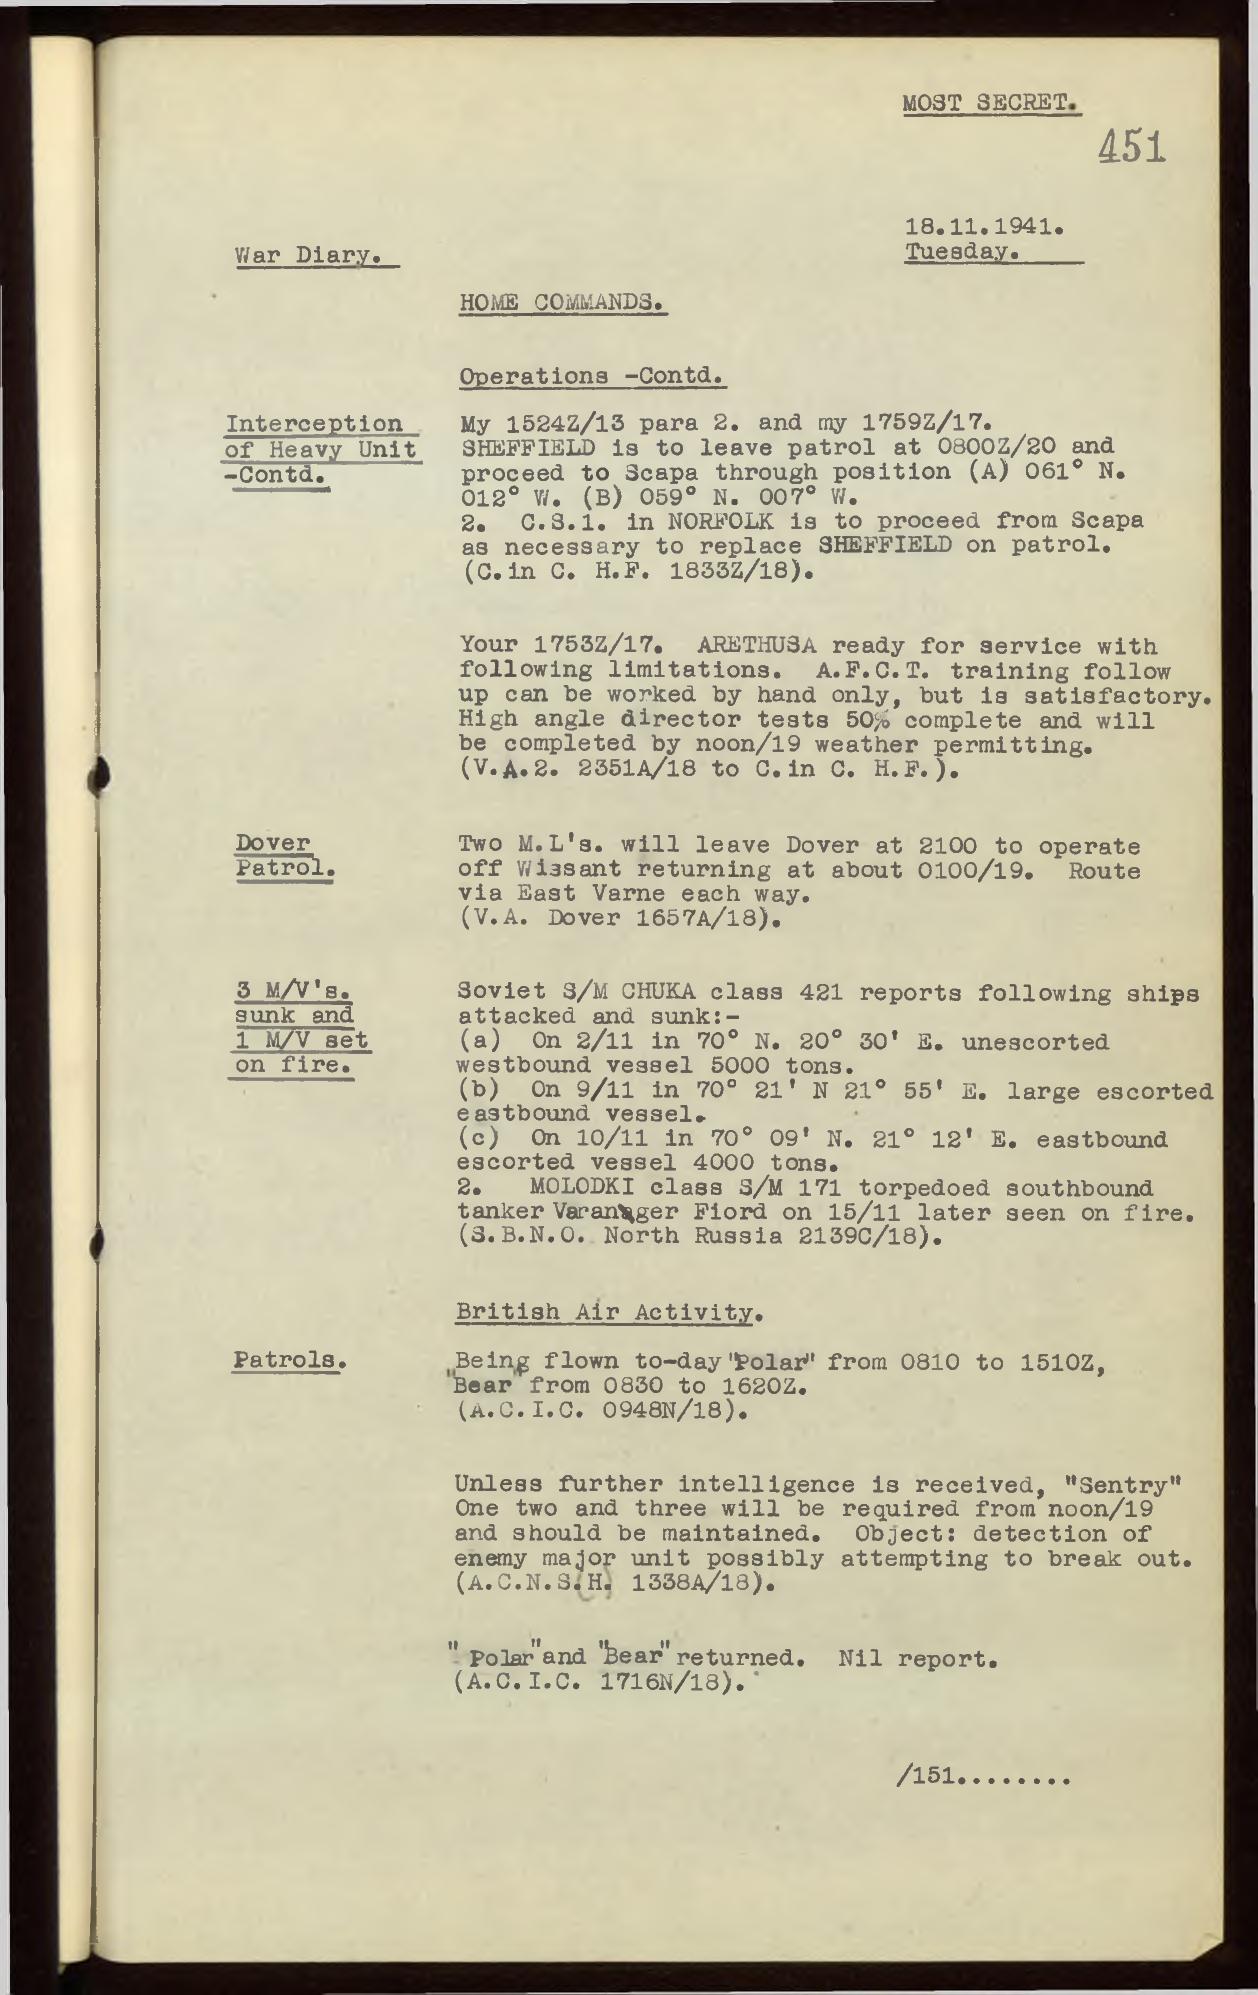 MOST SECRET.
451
18.11.1941.
Tuesday.
War Diary.
HOME COMMANDS.
Operations -Contd.
Interception
of Heavy Unit
-Contd.
My 1524Z/13 para 2. and my 1759Z/17.
SHEFFIELD is to leave patrol at 0800Z/20 and
proceed to Scapa through position (A) 061° N.
012° W. (B) 059° N. 007° W.
2. C.S.1. in NORFOLK is to proceed from Scapa
as necessary to replace SHEFFIELD on patrol.
(C.in C. H.F. 1833Z/18).
Your 1753Z/17. ARETHUSA ready for service with
following limitations. A.F.C.T. training follow
up can be worked by hand only, but is satisfactory.
High angle director tests 50% complete and will
be completed by noon/19 weather permitting.
(V.A.2. 2351A/18 to C.in C. H.F.).
Dover
Patrol.
Two M.L's. will leave Dover at 2100 to operate
off Wissant returning at about 0100/19. Route
via East Varne each way.
(V.A. Dover 1657A/18).
3 M/V's.
sunk and
1 M/V set
on fire.
Soviet S/M CHUKA class 421 reports following ships
attacked and sunk:-
(a) On 2/11 in 70° N. 20° 30' E. unescorted
westbound vessel 5000 tons.
(b) On 9/11 in 70° 21' N 21° 55' E. large escorted
eastbound vessel.
(c) On 10/11 in 70° 09' N. 21° 12' E. eastbound
escorted vessel 4000 tons.
2. MOLODKI class S/M 171 torpedoed southbound
tanker Varanger Fiord on 15/11 later seen on fire.
(S.B.N.O. North Russia 2139C/18).
British Air Activity.
Patrols.
Being flown to-day "Polar" from 0810 to 1510Z,
"Bear" from 0830 to 1620Z.
(A.C.I.C. 0948N/18).
Unless further intelligence is received, "Sentry"
One two and three will be required from noon/19
and should be maintained. Object: detection of
enemy major unit possibly attempting to break out.
(A.C.N.S.(H) 1338A/18).
"Polar" and "Bear" returned. Nil report.
(A.C.I.C. 1716N/18).
/151........